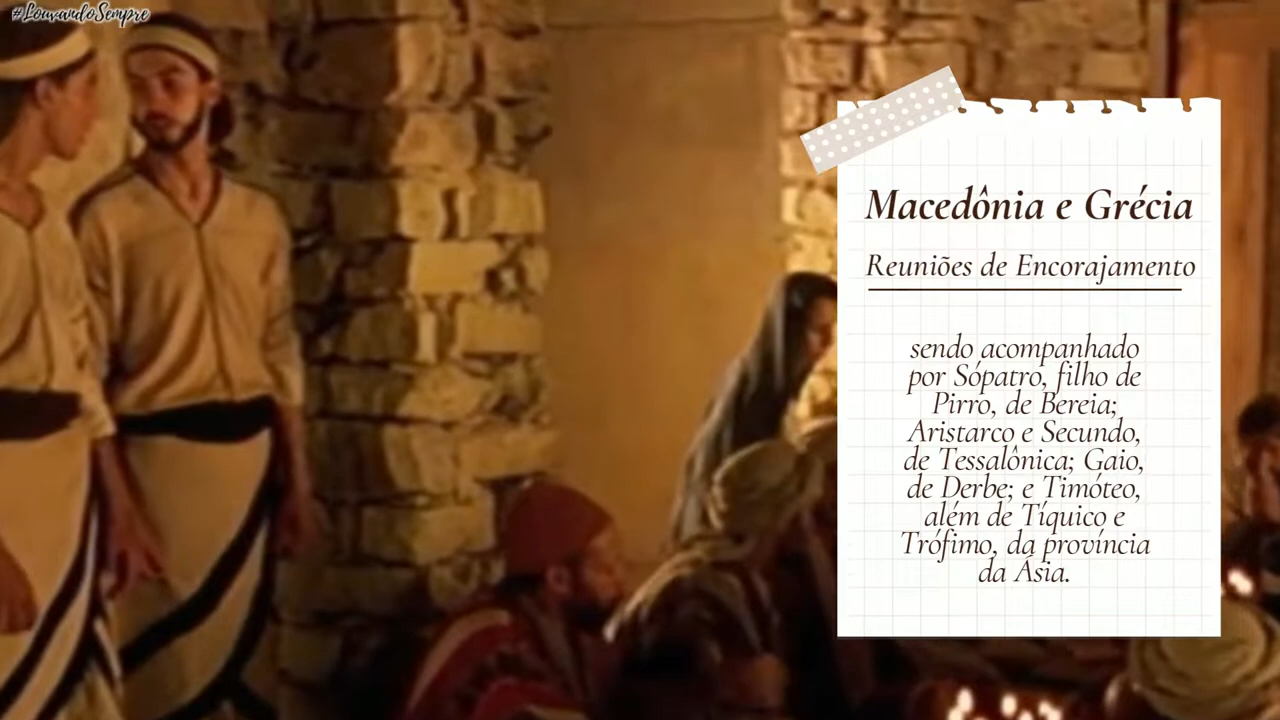 #LouvandoSempre
Macedônia e Grécia
Reuniões de Encorajamento
sendo acompanhado
por Sópatro, filho de
Pirro, de Bereia;
Aristarco e Secundo,
de Tessalônica; Gaio,
de Derbe; e Timóteo,
além de Tíquico e
Trófimo, da província
da Ásia.